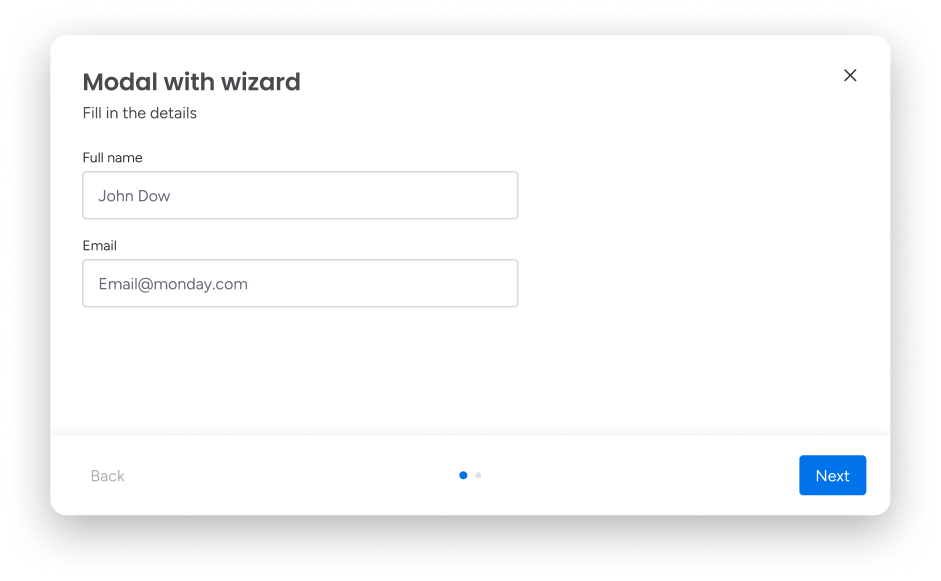 Modal with wizard
Fill in the details
Full name
John Dow
Email
Email@monday.com
Back
Next